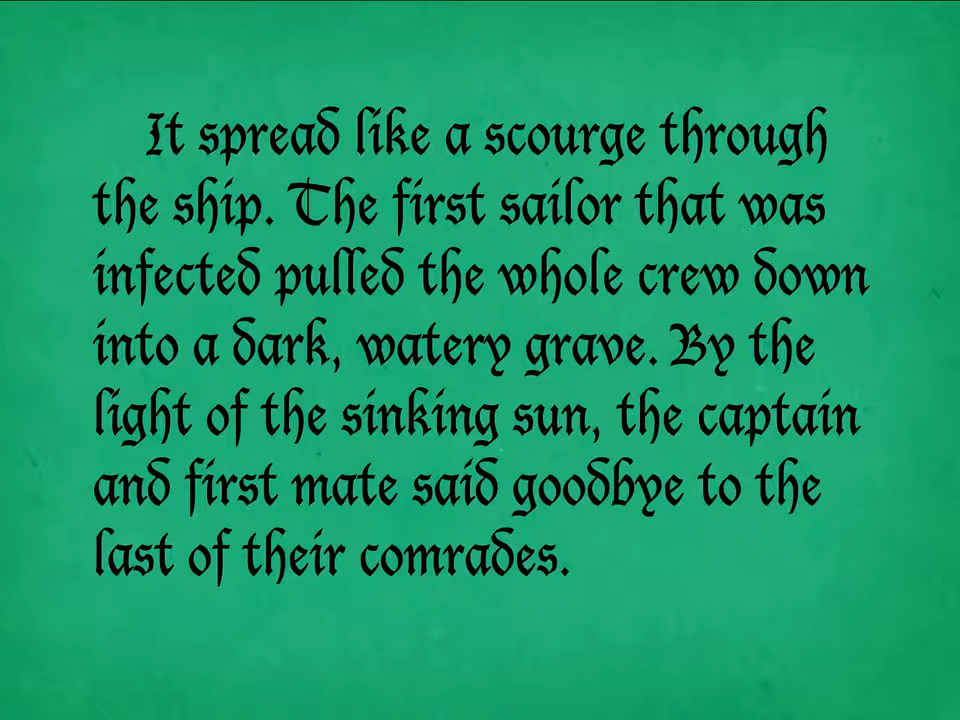 It spread like a scourge through
the ship. The first sailor that was
infected pulled the whole crew down
into a dark, watery grave. By the
light of the sinking sun, the captain
and first mate said goodbye to the
last of their comrades.